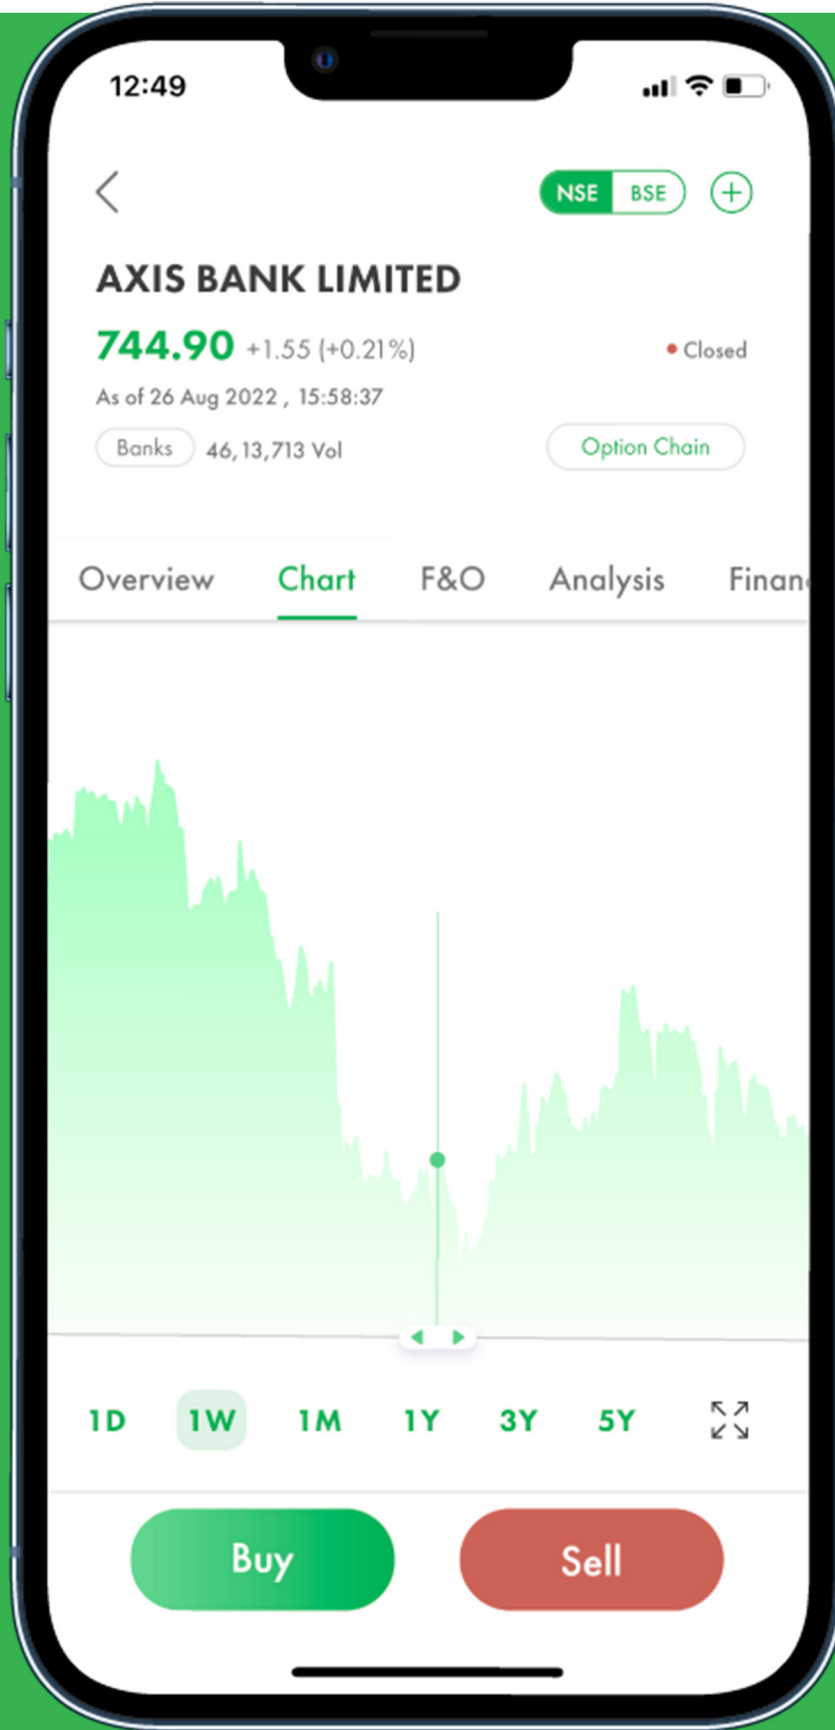 12:49
NSE BSE
AXIS BANK LIMITED
744.90 +1.55 (+0.21%)
Closed
As of 26 Aug 2022 , 15:58:37
Banks 46,13,713 Vol
Option Chain
Overview Chart F&O Analysis Finan
1D 1W 1M 1Y 3Y 5Y
Buy Sell